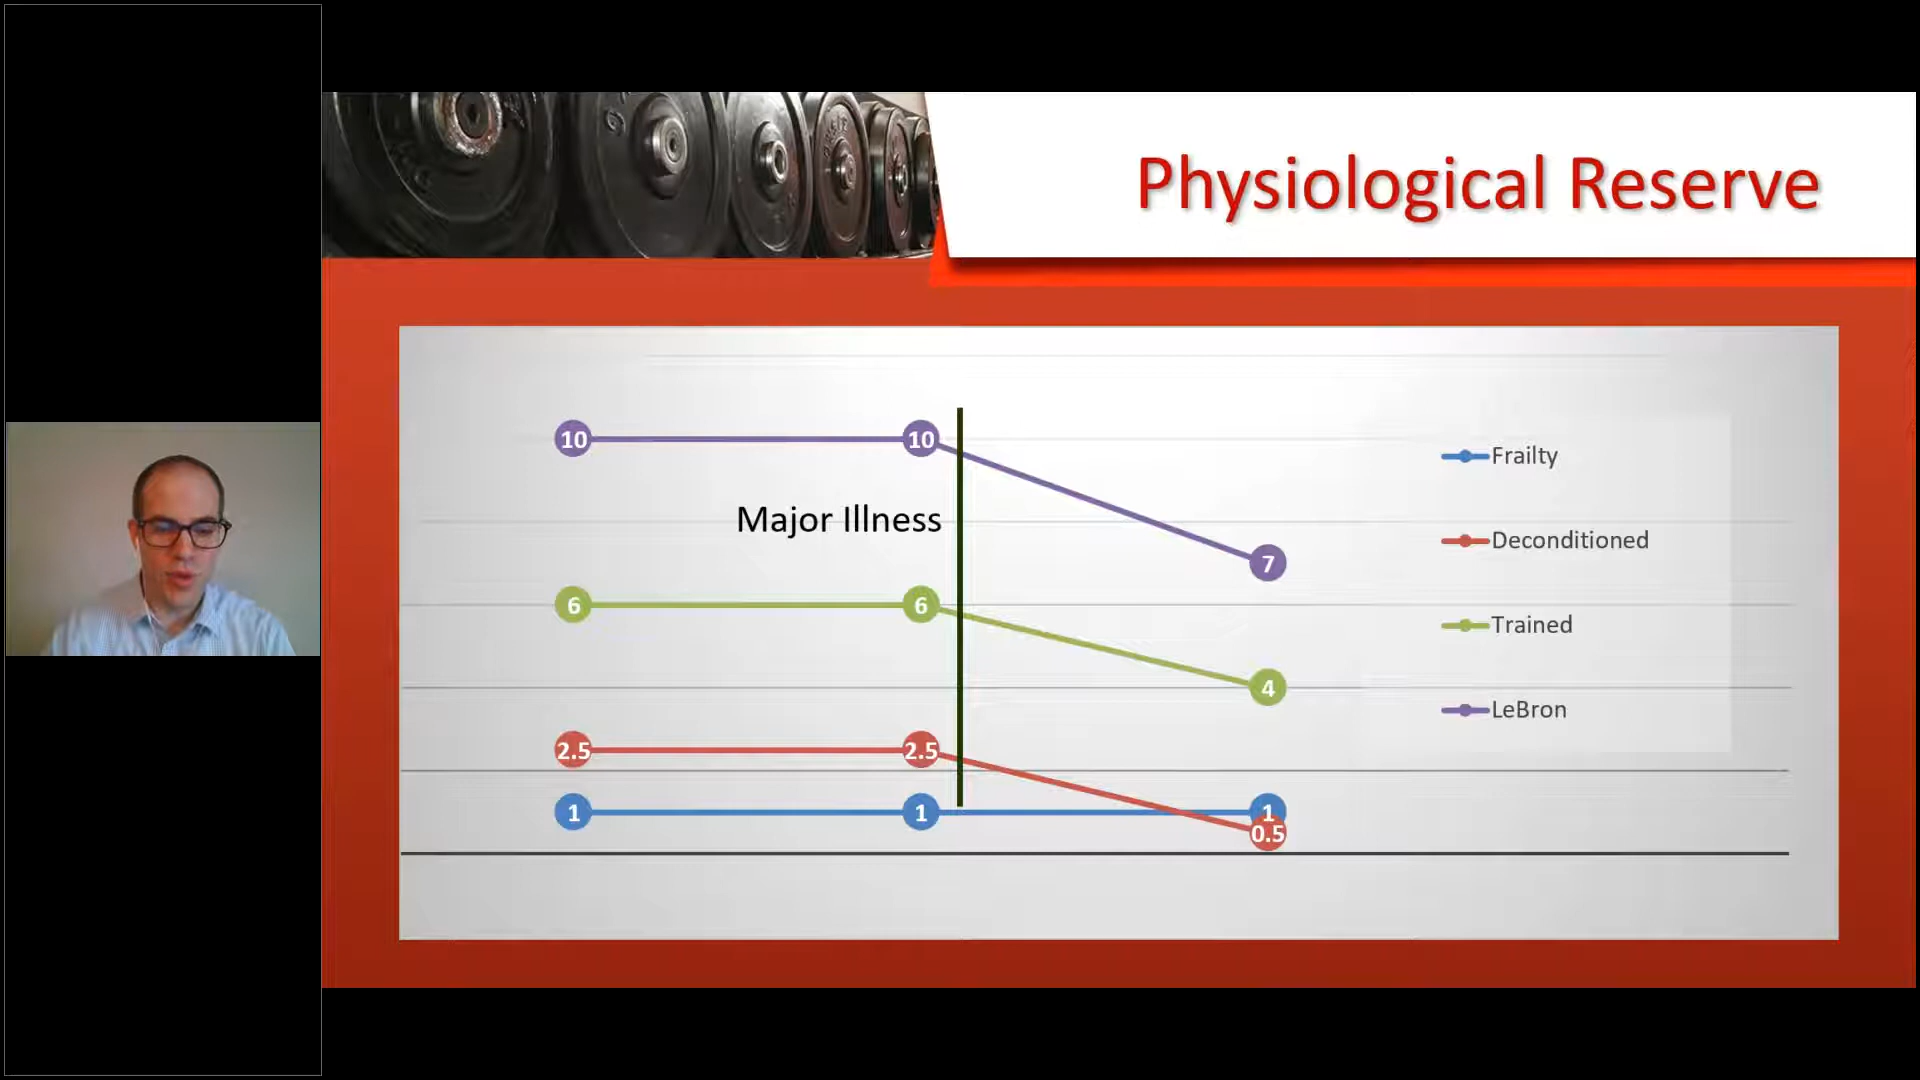 Physiological Reserve
10 10
Major Illness
7
6 6
4
2.5 2.5
1 1 1
0.5
Frailty
Deconditioned
Trained
LeBron